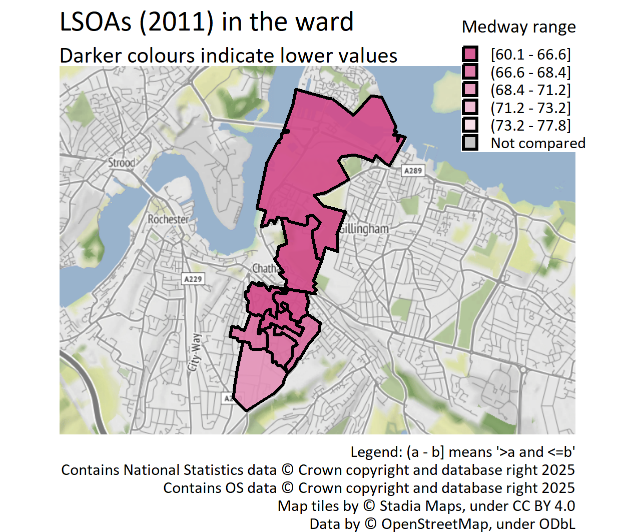 LSOAs (2011) in the ward
Darker colours indicate lower values
Medway range
[60.1 - 66.6]
(66.6 - 68.4]
(68.4 - 71.2]
(71.2 - 73.2]
(73.2 - 77.8]
Not compared
Strood
A289
Rochester
Gillingham
Chatha
A229
City Way
A2
Legend: (a - b] means '>a and <=b'
Contains National Statistics data © Crown copyright and database right 2025
Contains OS data © Crown copyright and database right 2025
Map tiles by © Stadia Maps, under CC BY 4.0
Data by © OpenStreetMap, under ODbL